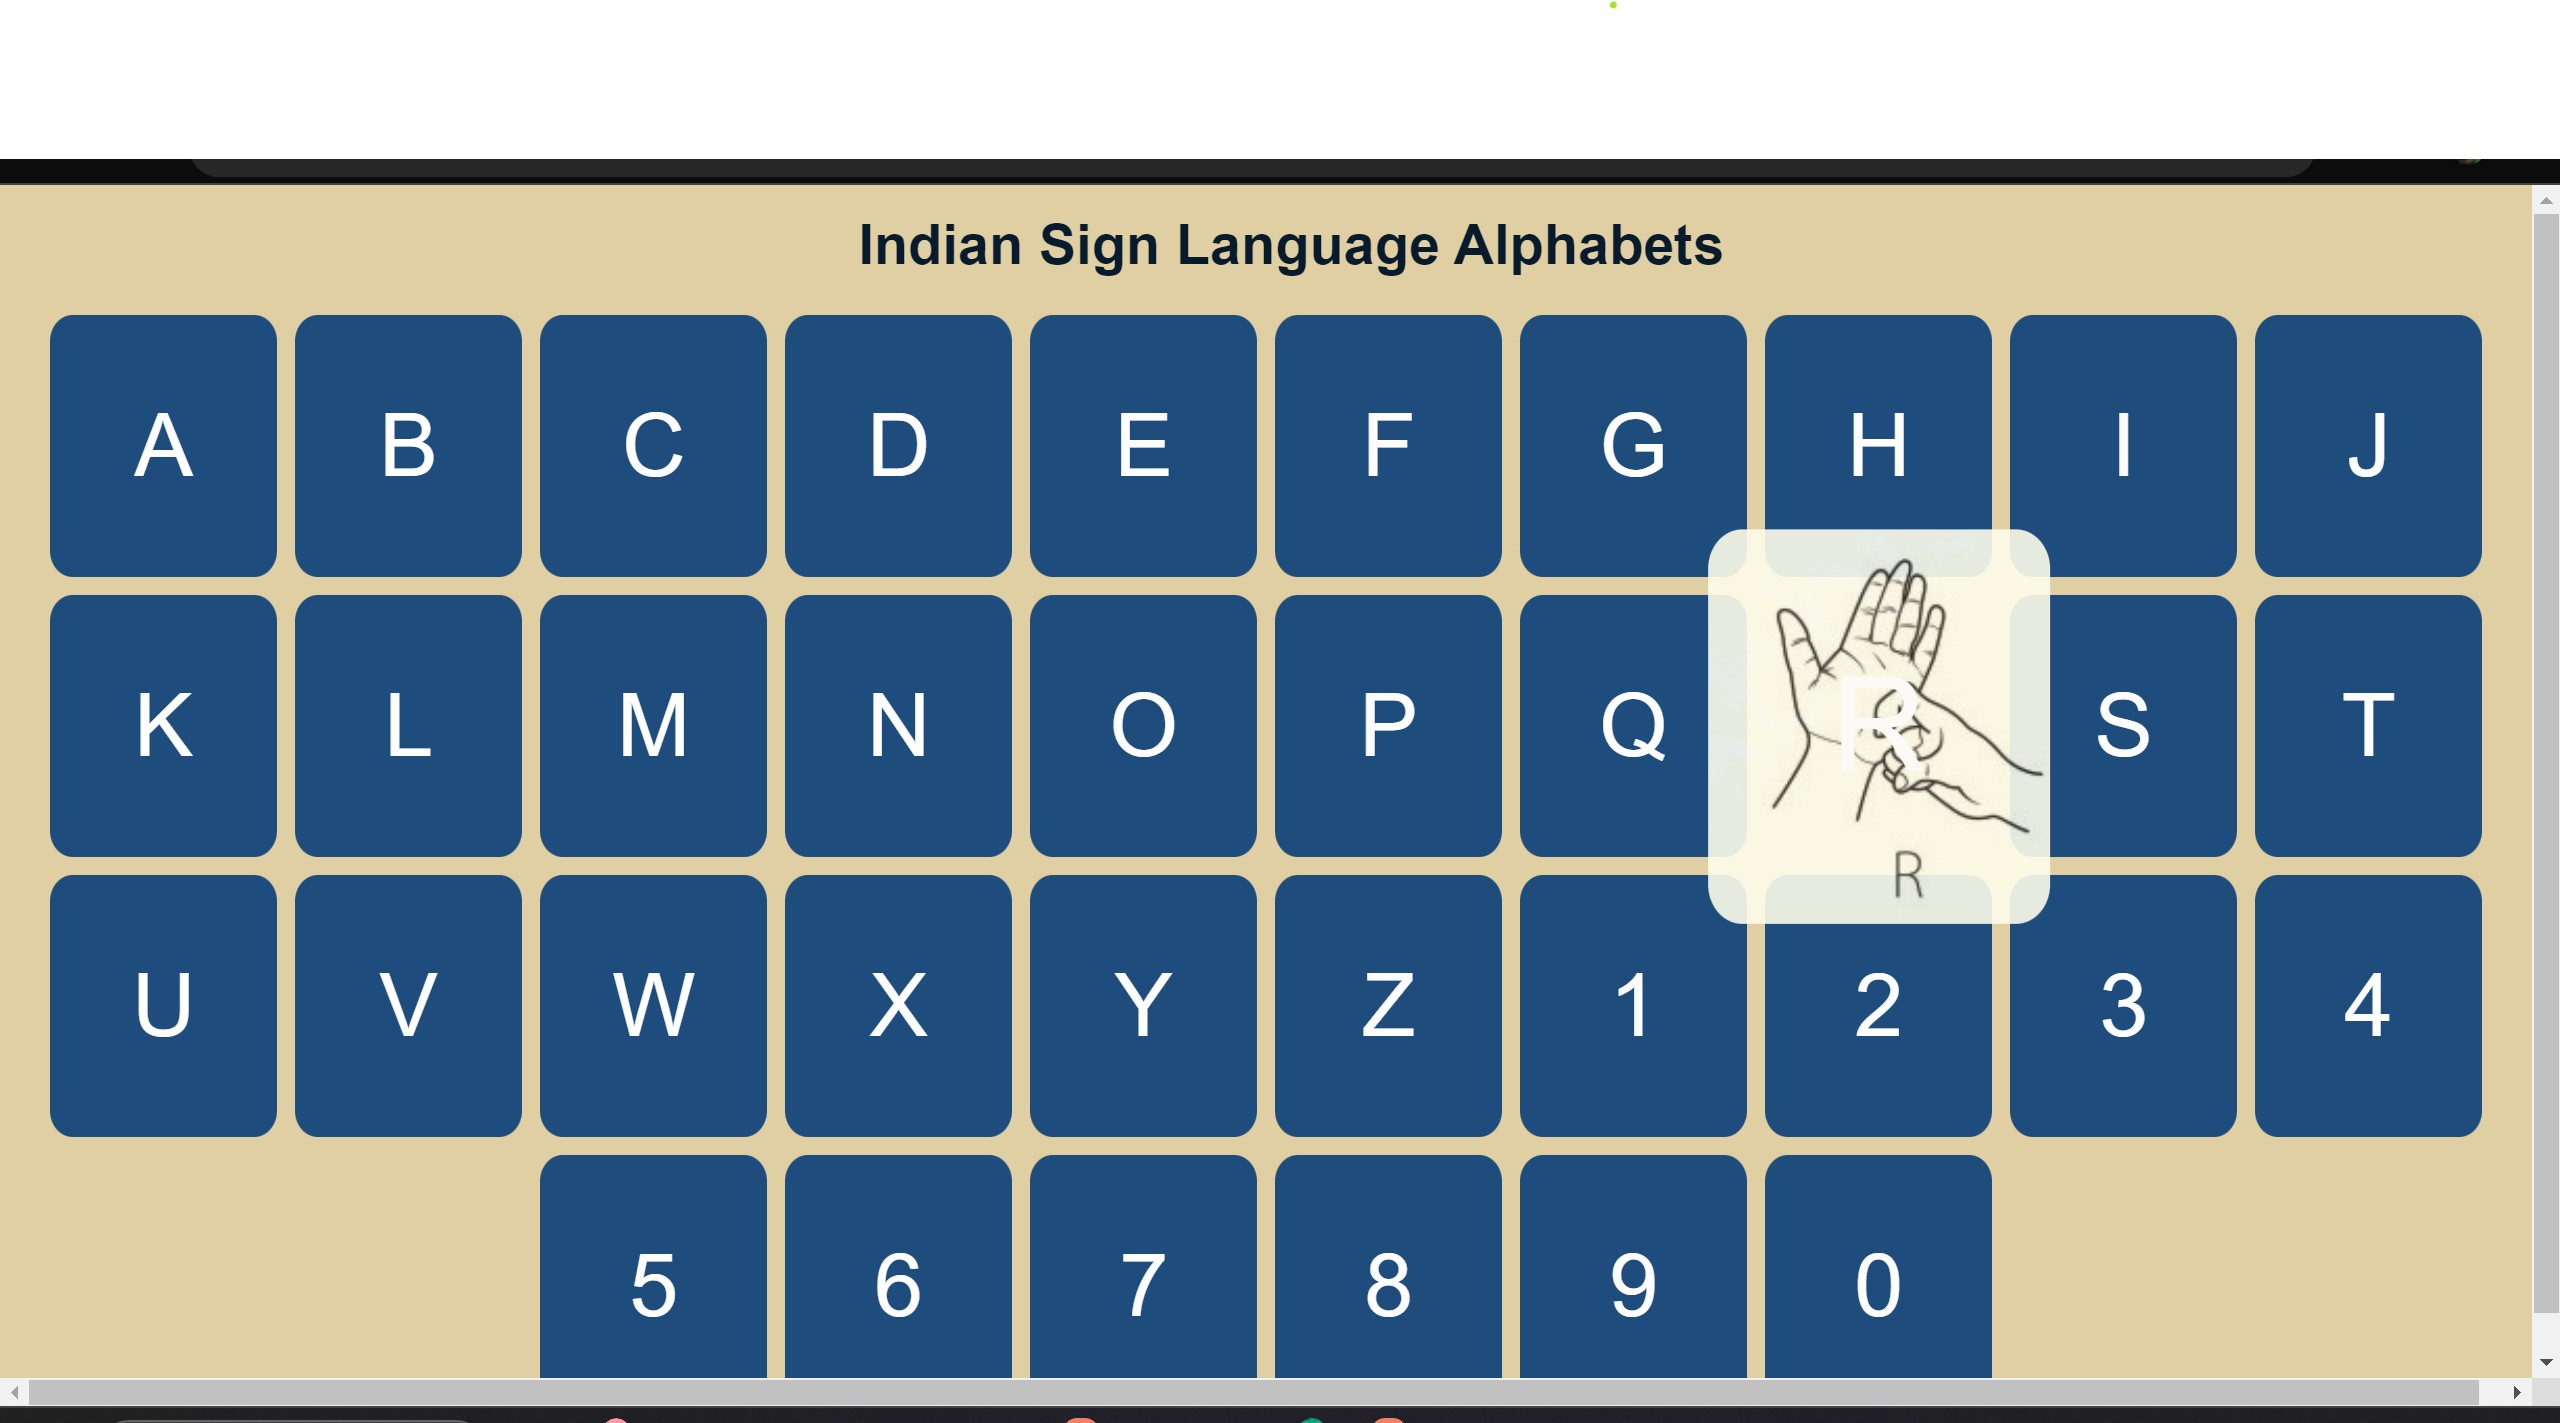 Indian Sign Language Alphabets
A B C D E F G H I J
K L M N O P Q R S T
R
U V W X Y Z 1 2 3 4
5 6 7 8 9 0